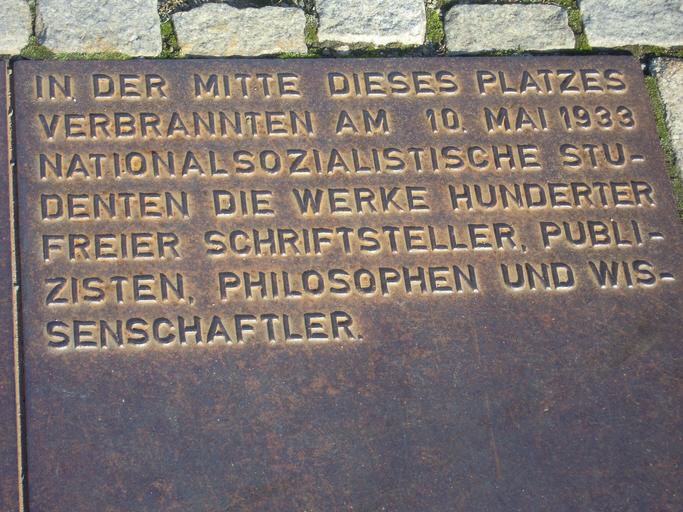 IN DER MITTE DIESES PLATZES
VERBRANNTEN AM 10. MAI 1933
NATIONALSOZIALISTISCHE STU-
DENTEN DIE WERKE HUNDERTER
FREIER SCHRIFTSTELLER, PUBLI-
ZISTEN, PHILOSOPHEN UND WIS-
SENSCHAFTLER.